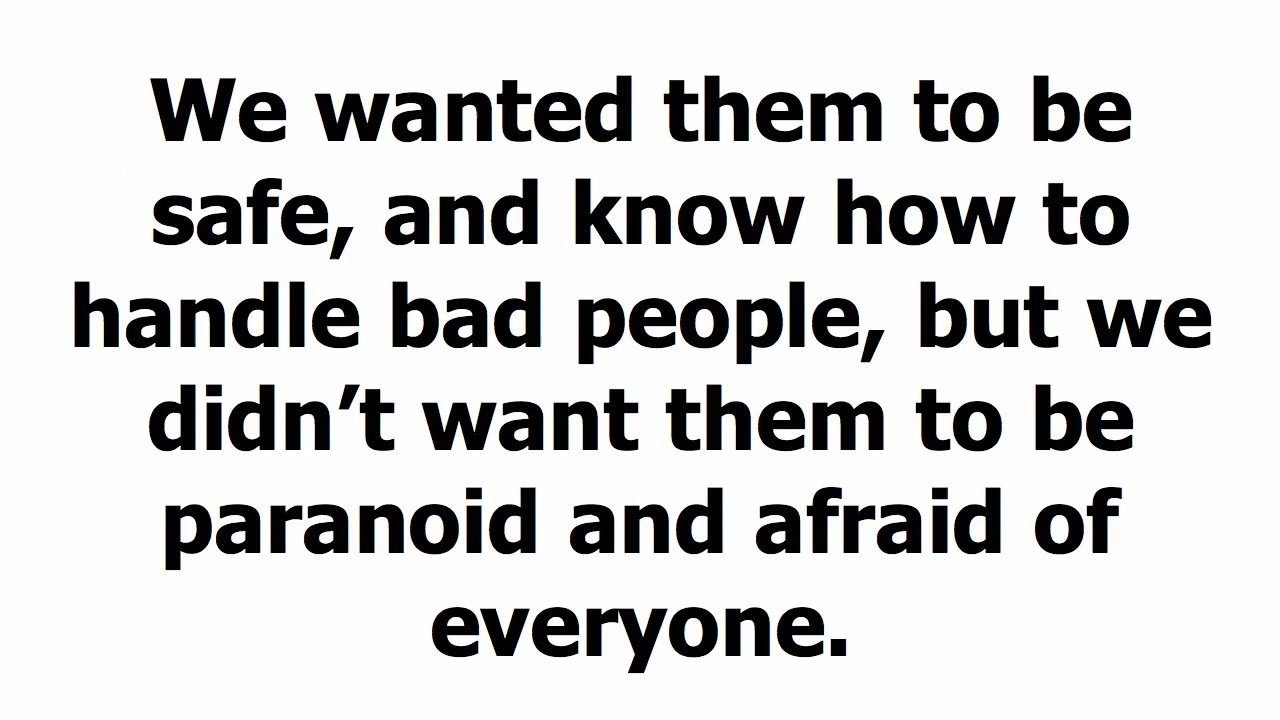 We wanted them to be
safe, and know how to
handle bad people, but we
didn’t want them to be
paranoid and afraid of
everyone.